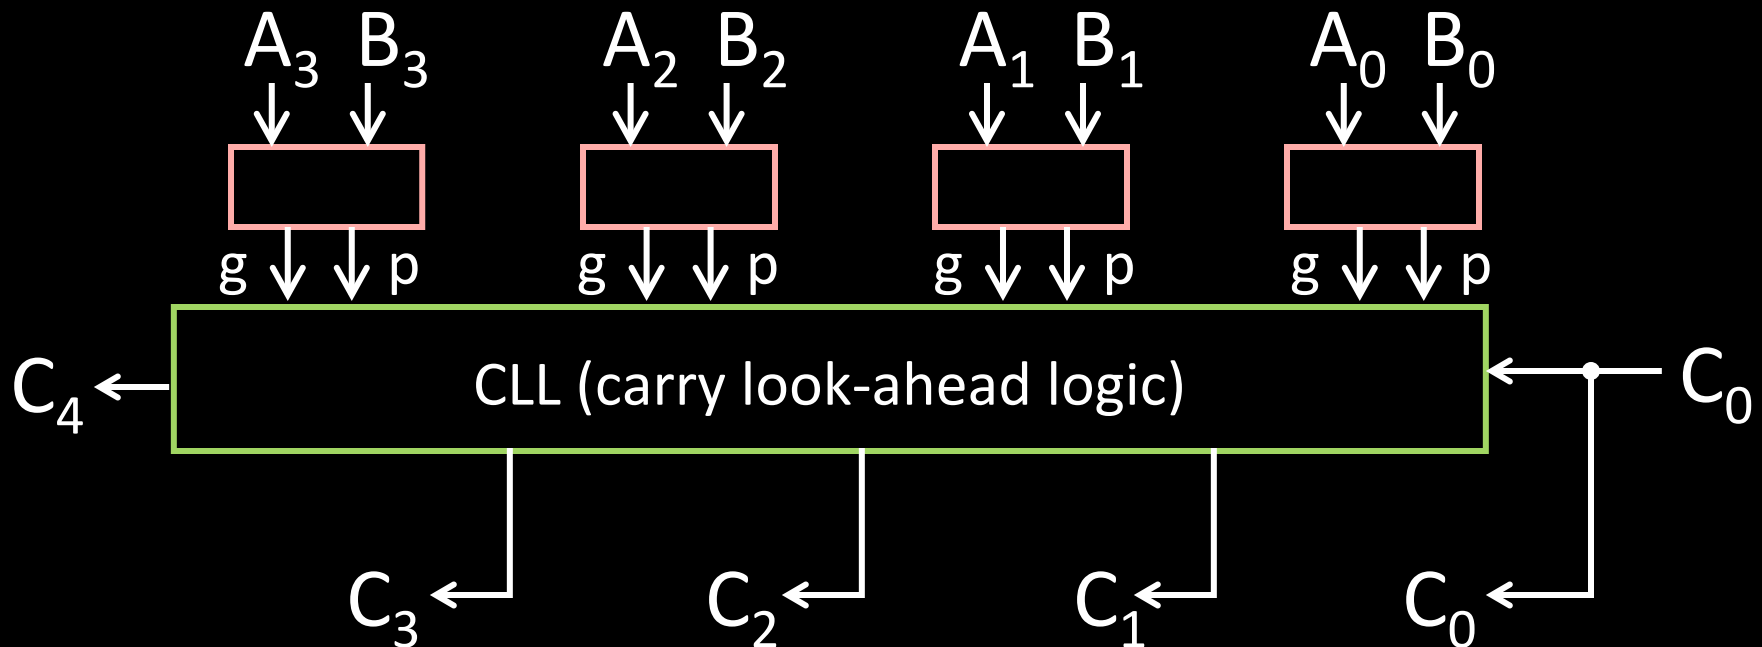 A₃ B₃ A₂ B₂ A₁ B₁ A₀ B₀
g p g p g p g p
C₄ CLL (carry look-ahead logic) C₀
C₃ C₂ C₁ C₀